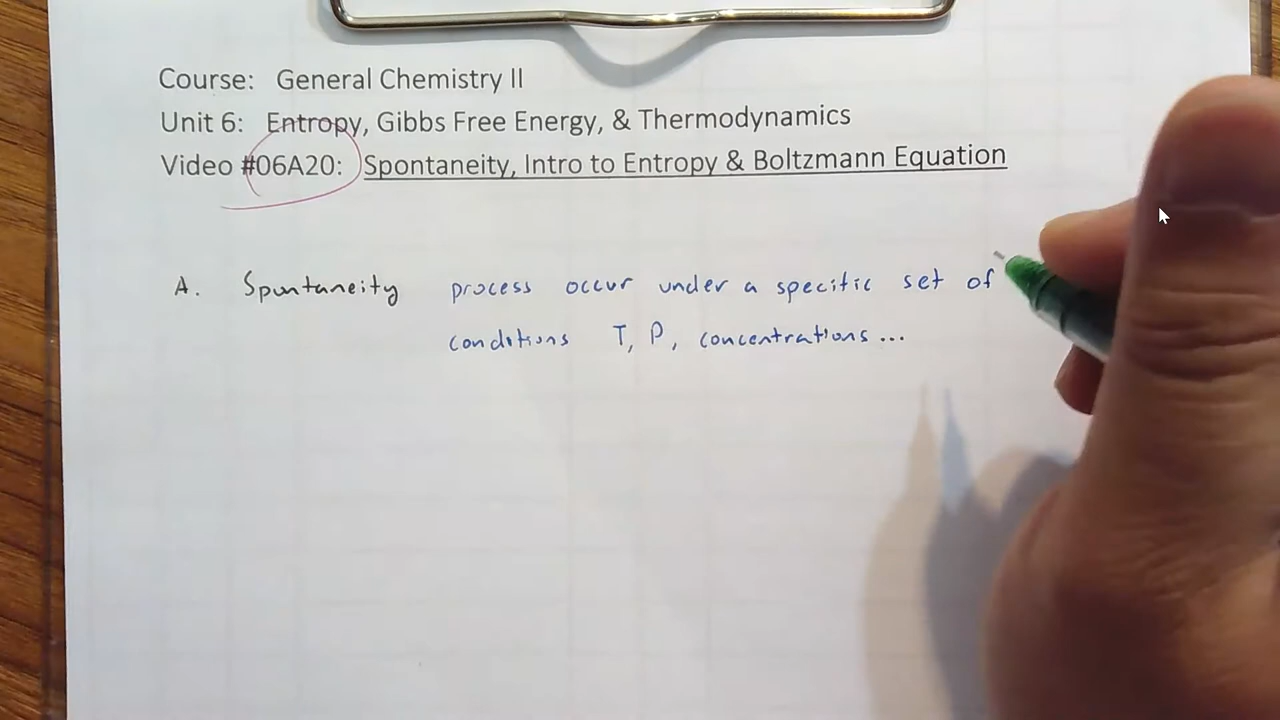 Course: General Chemistry II
Unit 6: Entropy, Gibbs Free Energy, & Thermodynamics
Video #06A20: Spontaneity, Intro to Entropy & Boltzmann Equation
A. Spontaneity process occur under a specific set of
conditions T, P, concentrations...